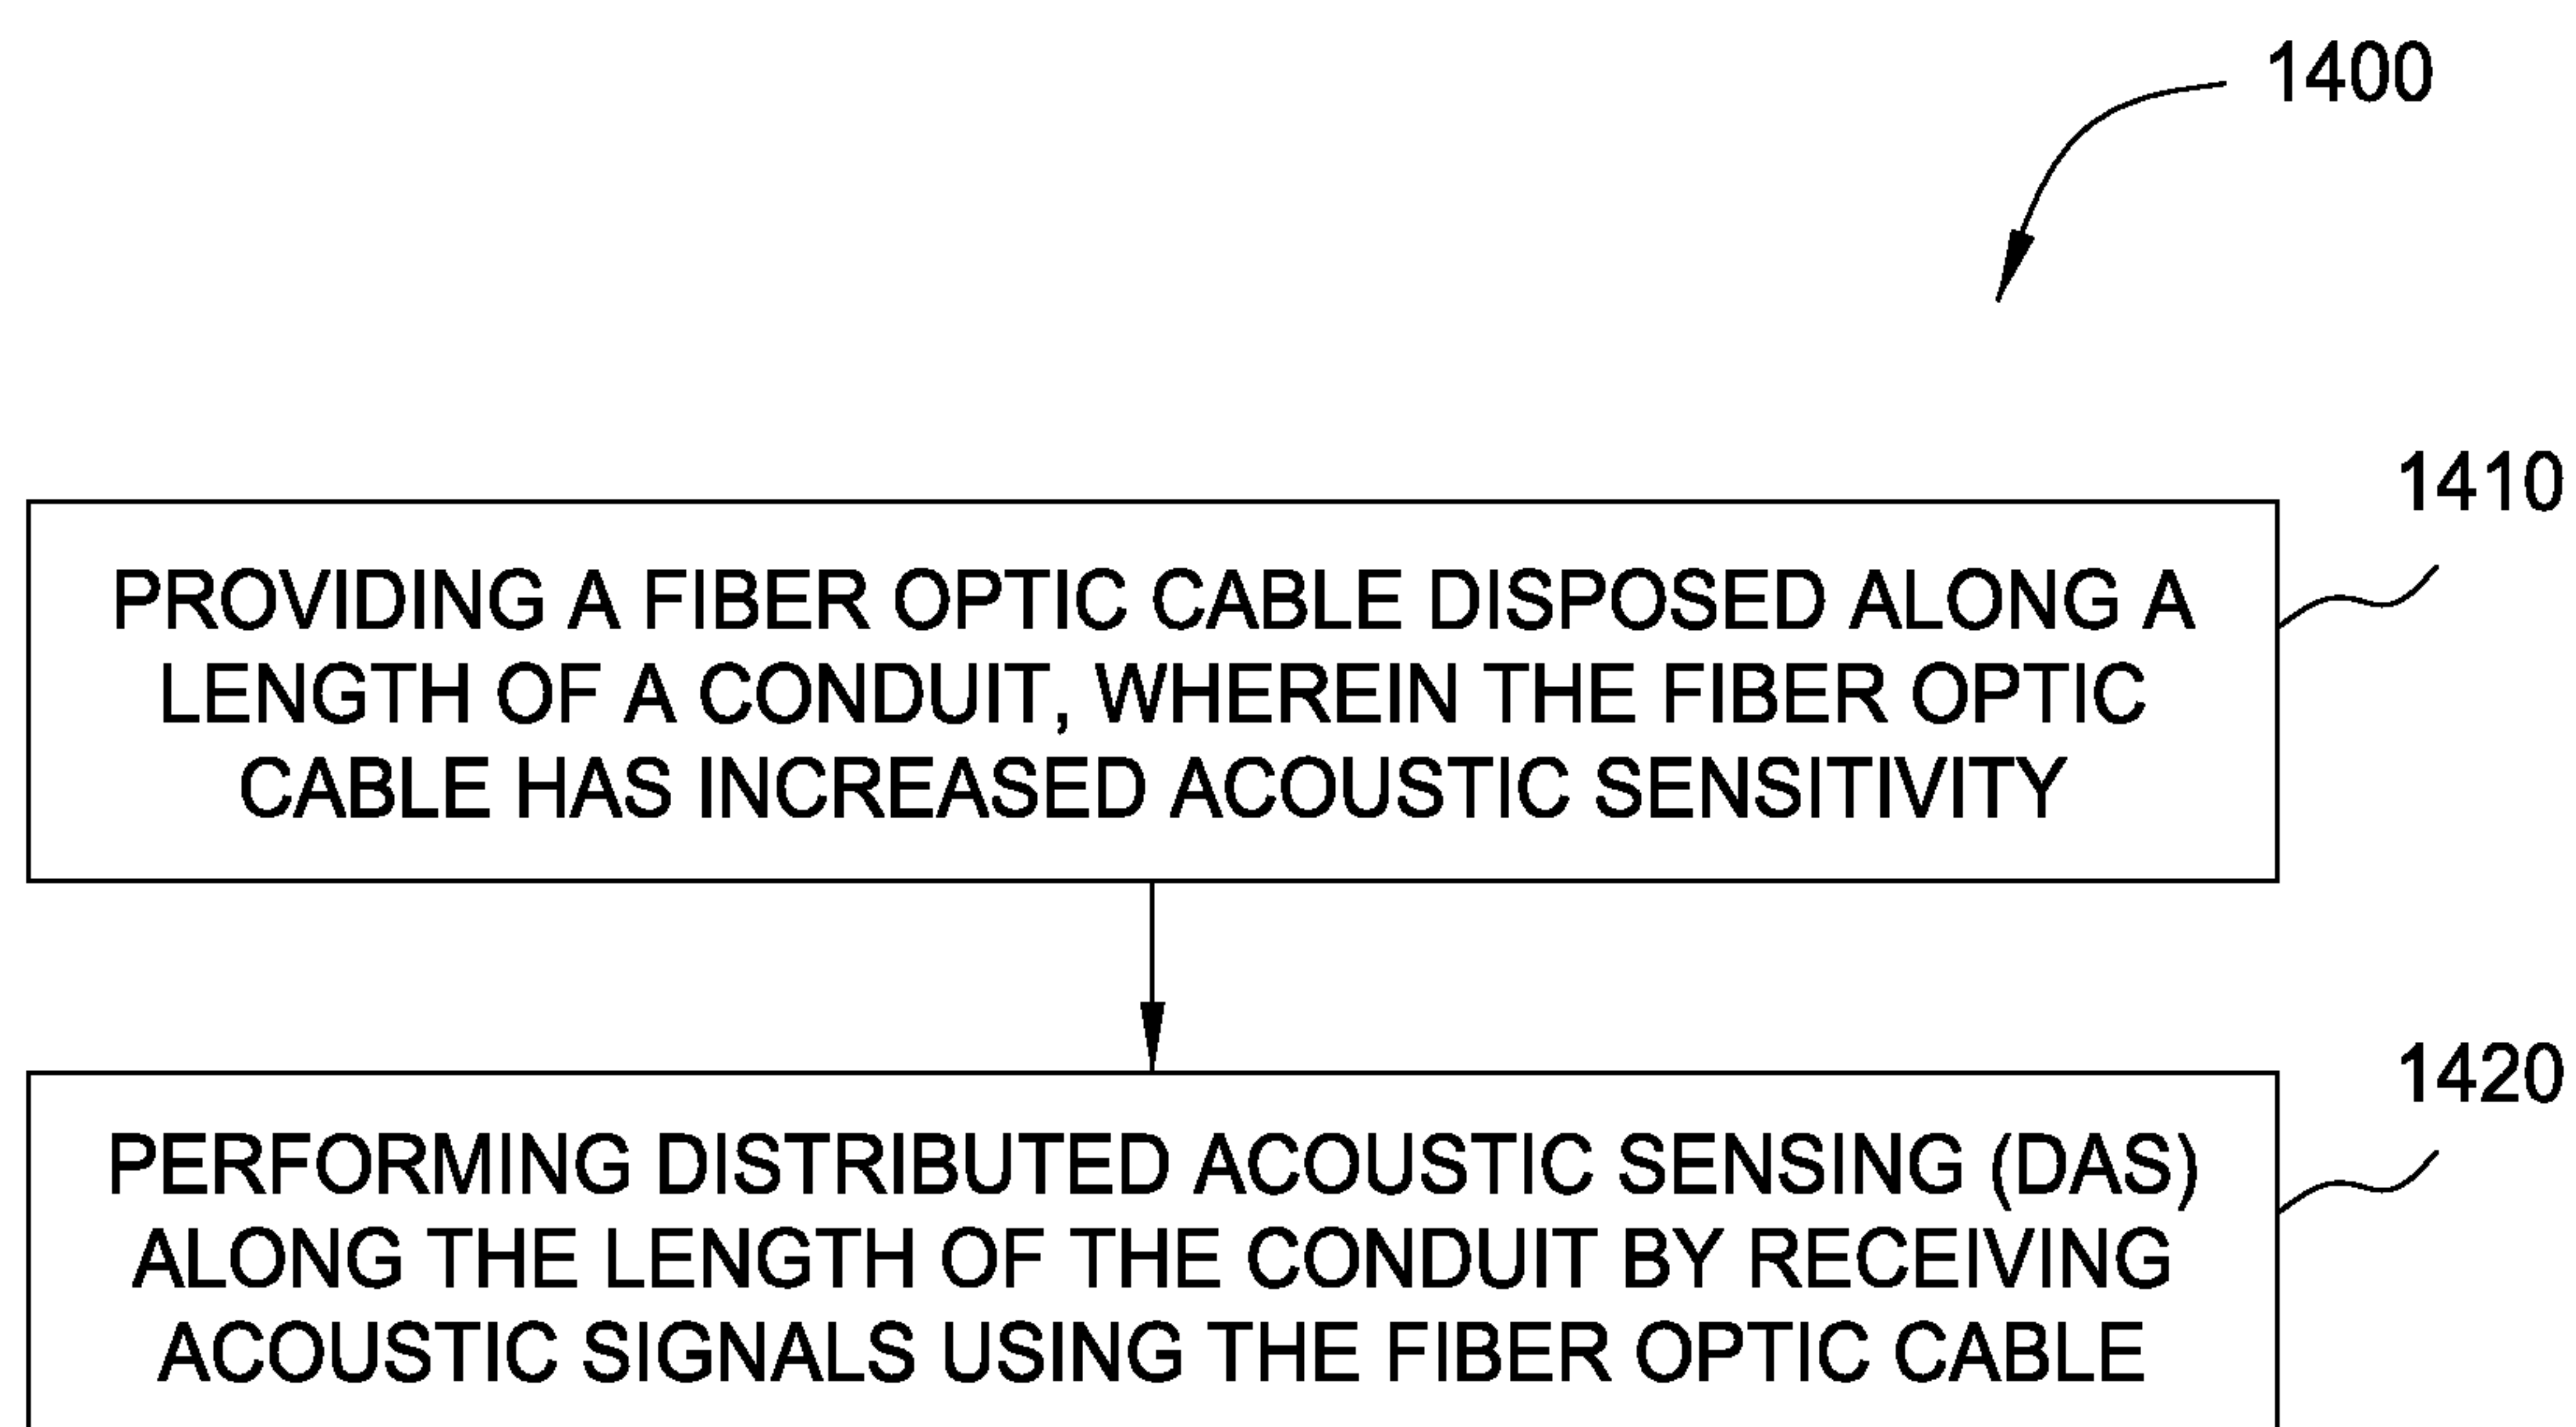 1400
1410
PROVIDING A FIBER OPTIC CABLE DISPOSED ALONG A
LENGTH OF A CONDUIT, WHEREIN THE FIBER OPTIC
CABLE HAS INCREASED ACOUSTIC SENSITIVITY
1420
PERFORMING DISTRIBUTED ACOUSTIC SENSING (DAS)
ALONG THE LENGTH OF THE CONDUIT BY RECEIVING
ACOUSTIC SIGNALS USING THE FIBER OPTIC CABLE